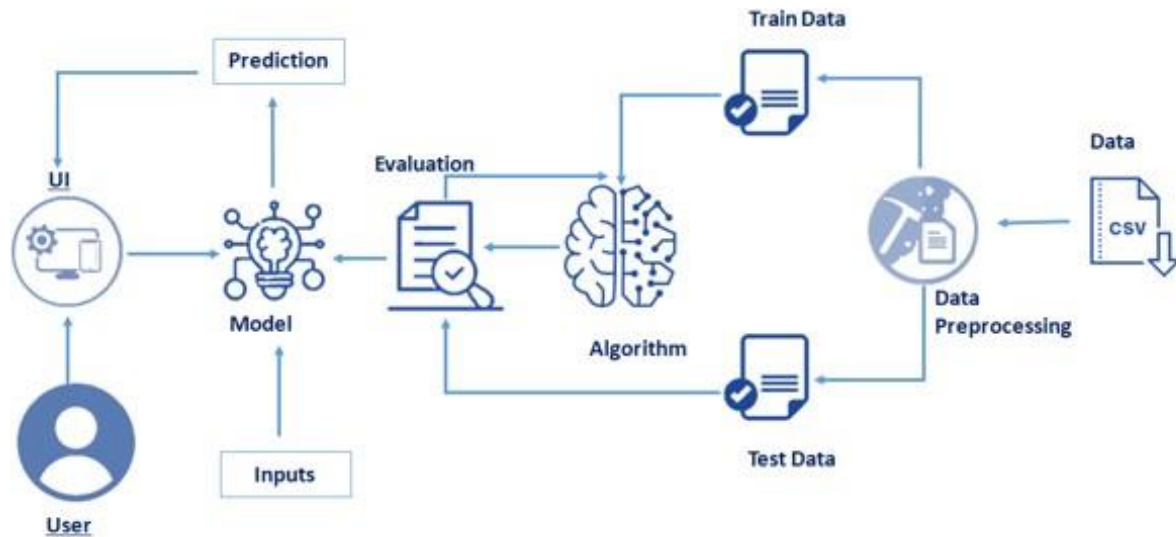 Train Data
Prediction
Data
Evaluation
UI
CSV
Model
Data
Preprocessing
Algorithm
Inputs
Test Data
User